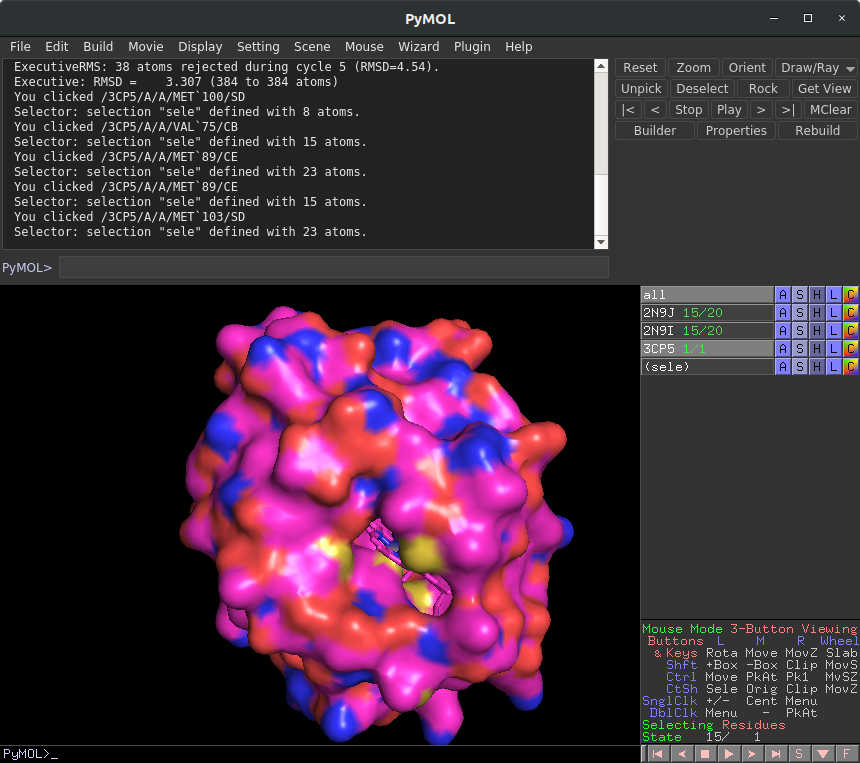 PyMOL
File Edit Build Movie Display Setting Scene Mouse Wizard Plugin Help
ExecutiveRMS: 38 atoms rejected during cycle 5 (RMSD=4.54).
Executive: RMSD =    3.307 (384 to 384 atoms)
You clicked /3CP5/A/A/MET`100/SD
Selector: selection "sele" defined with 8 atoms.
You clicked /3CP5/A/A/VAL`75/CB
Selector: selection "sele" defined with 15 atoms.
You clicked /3CP5/A/A/MET`89/CE
Selector: selection "sele" defined with 23 atoms.
You clicked /3CP5/A/A/MET`89/CE
Selector: selection "sele" defined with 15 atoms.
You clicked /3CP5/A/A/MET`103/SD
Selector: selection "sele" defined with 23 atoms.
PyMOL>
Reset Zoom Orient Draw/Ray
Unpick Deselect Rock Get View
|< < Stop Play > >| MClear
Builder Properties Rebuild
all A S H L C
2N9J 15/20 A S H L C
2N9I 15/20 A S H L C
3CP5 1/1 A S H L C
(sele) A S H L C
Mouse Mode 3-Button Viewing
Buttons L M R Wheel
& Keys Rota Move MovZ Slab
Shft +Box -Box Clip MovS
Ctrl Move PkAt Pk1 MvSZ
CtSh Sele Orig Clip MovZ
SnglClk +/- Cent Menu
DblClk Menu - PkAt
Selecting Residues
State 15/ 1
PyMOL>_
S F